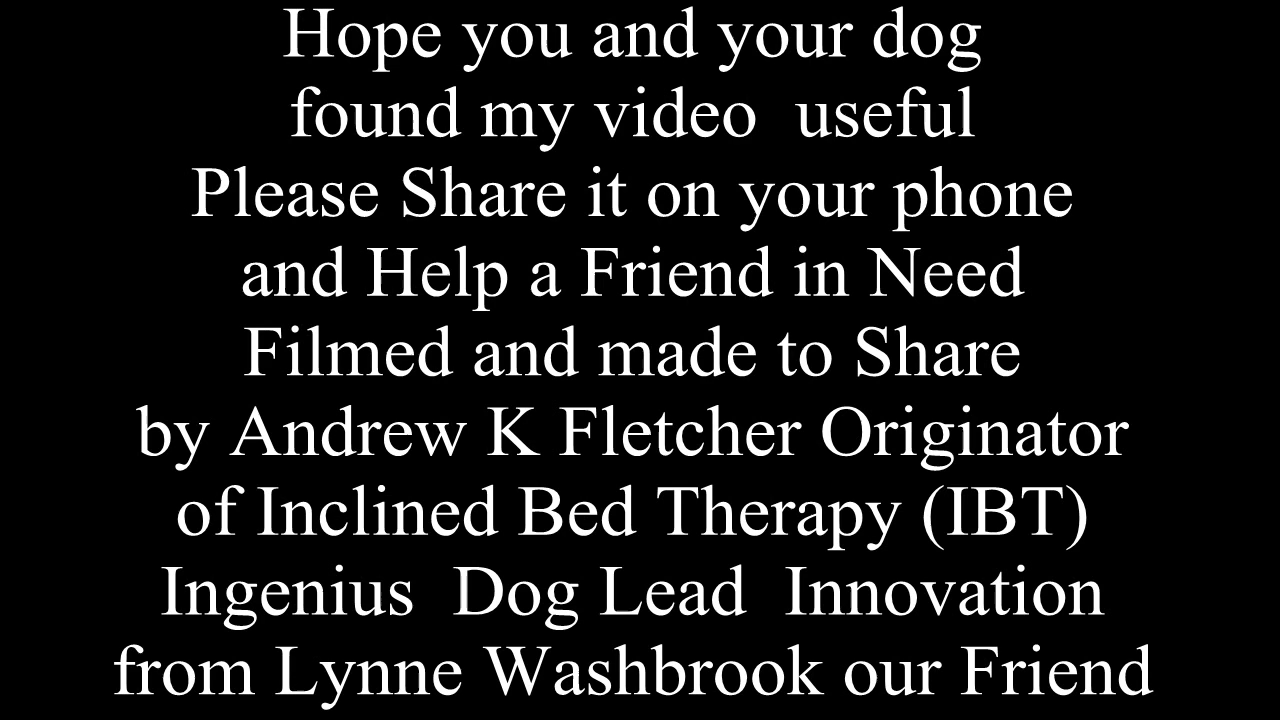 Hope you and your dog
found my video  useful
Please Share it on your phone
and Help a Friend in Need
Filmed and made to Share
by Andrew K Fletcher Originator
of Inclined Bed Therapy (IBT)
Ingenius  Dog Lead  Innovation
from Lynne Washbrook our Friend